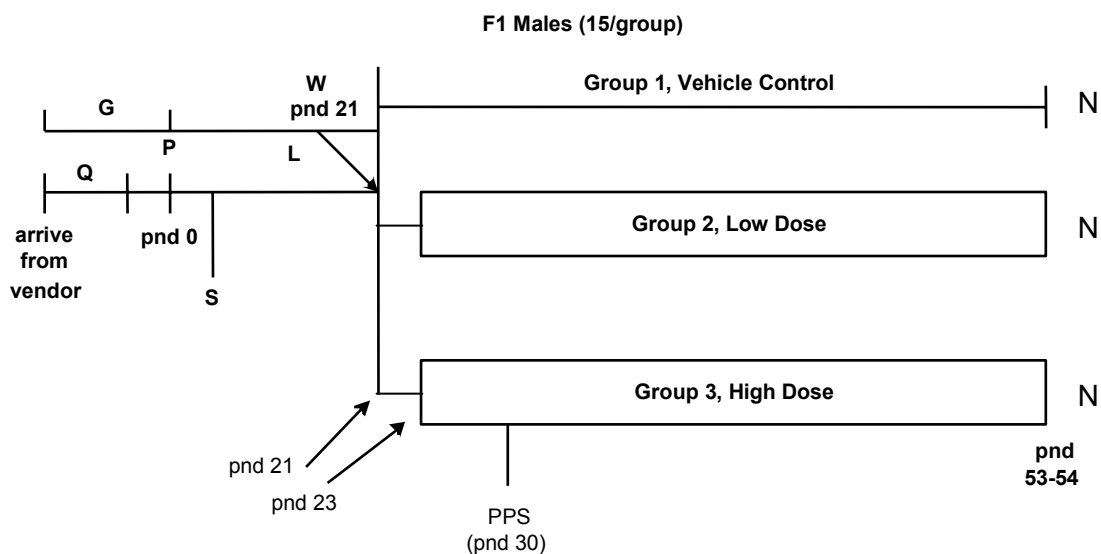 F1 Males (15/group)
W
pnd 21
Group 1, Vehicle Control
N
G
P
L
Q
arrive
from
vendor
pnd 0
S
Group 2, Low Dose
N
Group 3, High Dose
N
pnd 21
pnd 23
PPS
(pnd 30)
pnd
53-54